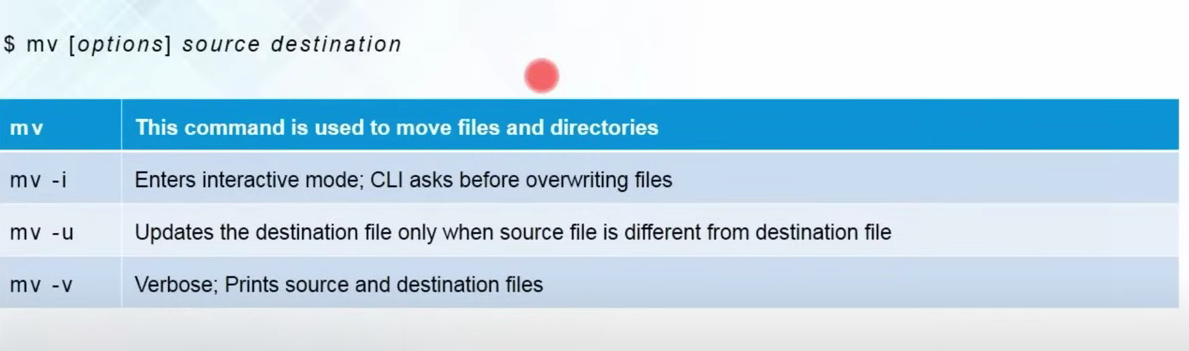 $ mv [options] source destination
mv This command is used to move files and directories
mv -i Enters interactive mode; CLI asks before overwriting files
mv -u Updates the destination file only when source file is different from destination file
mv -v Verbose; Prints source and destination files